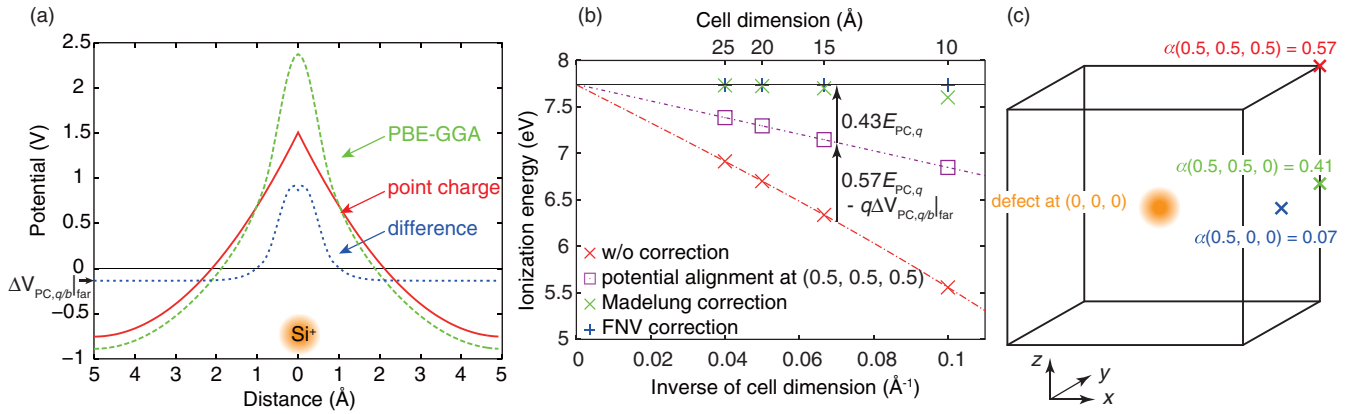 (a)
2.5
2
1.5
1
0.5
0
−0.5
−1
Potential (V)
ΔV_PC,q/b|far
PBE-GGA
point charge
difference
Si⁺
5 4 3 2 1 0 1 2 3 4 5
Distance (Å)
(b)
Cell dimension (Å)
25 20 15 10
8
7.5
7
6.5
6
5.5
5
Ionization energy (eV)
0.43E_PC,q
0.57E_PC,q
- qΔV_PC,q/b|far
w/o correction
potential alignment at (0.5, 0.5, 0.5)
Madelung correction
FNV correction
0 0.02 0.04 0.06 0.08 0.1
Inverse of cell dimension (Å⁻¹)
(c)
α(0.5, 0.5, 0.5) = 0.57
α(0.5, 0.5, 0) = 0.41
defect at (0, 0, 0)
α(0.5, 0, 0) = 0.07
z
y
x